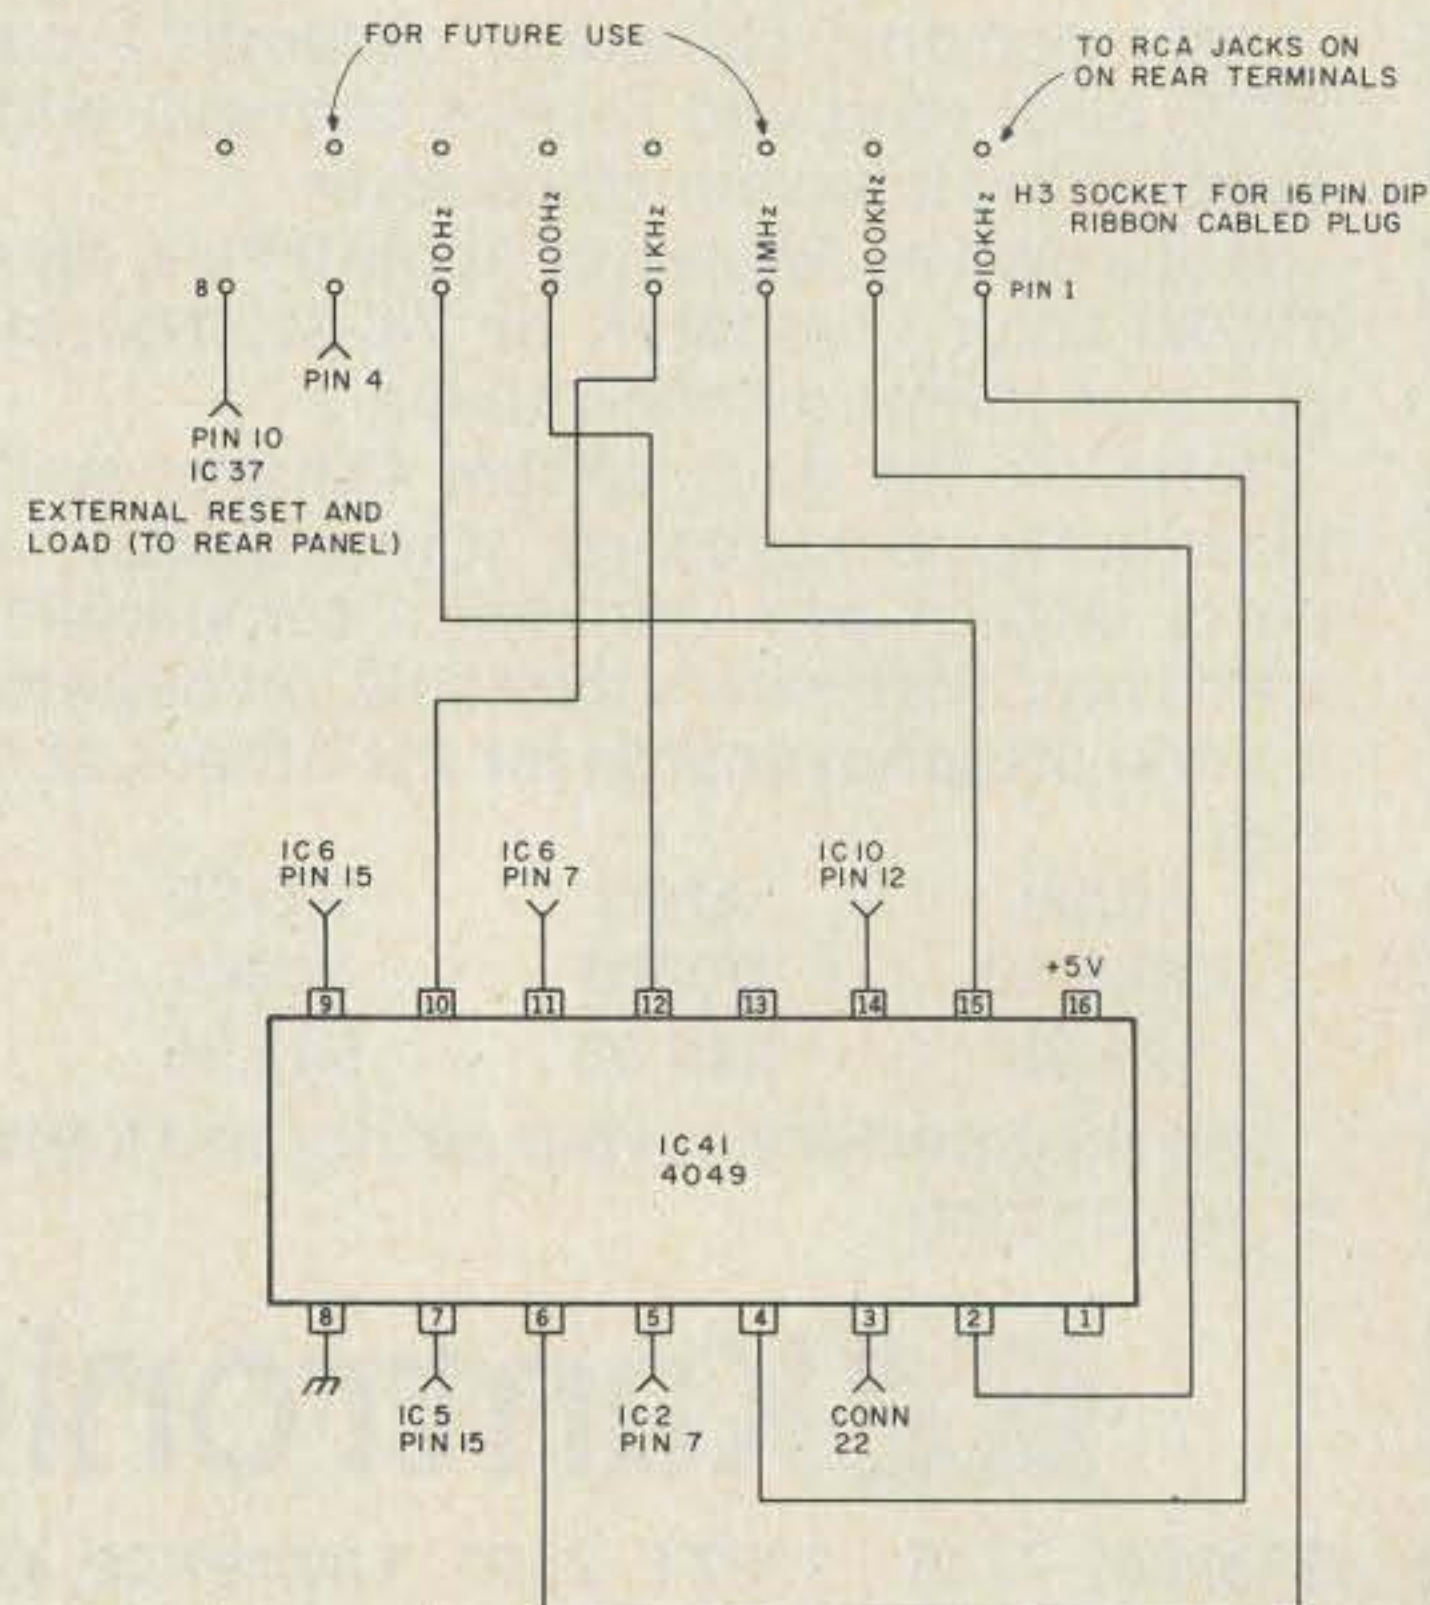 FOR FUTURE USE
TO RCA JACKS ON
ON REAR TERMINALS
H3 SOCKET FOR 16 PIN DIP
RIBBON CABLED PLUG
10HZ
100HZ
1KHZ
1MHZ
100KHZ
10KHZ
8
PIN 1
PIN 4
PIN 10
IC 37
EXTERNAL RESET AND
LOAD (TO REAR PANEL)
IC 6
PIN 15
IC 6
PIN 7
IC 10
PIN 12
+5V
9
10
11
12
13
14
15
16
IC 41
4049
8
7
6
5
4
3
2
1
IC 5
PIN 15
IC 2
PIN 7
CONN
22